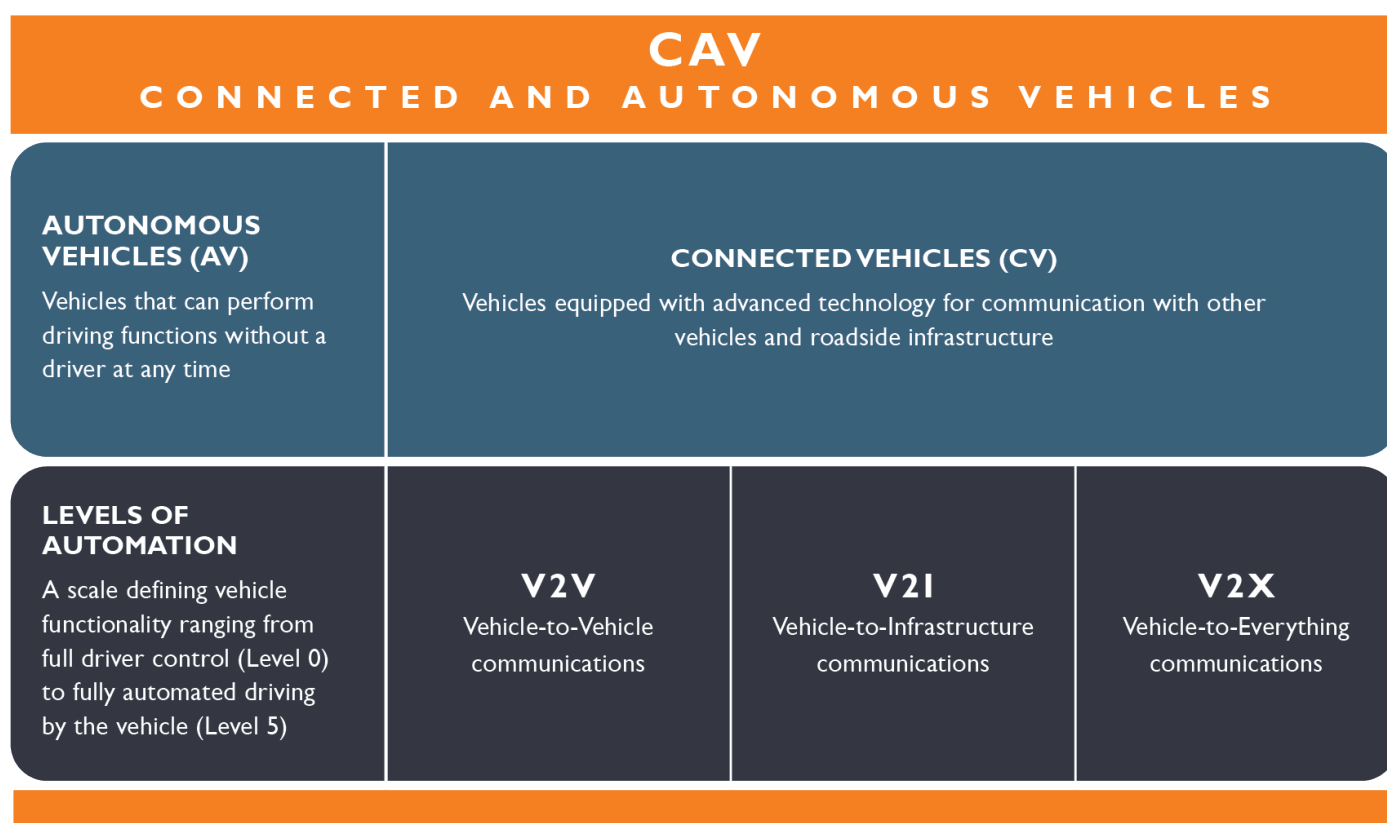 CAV
CONNECTED AND AUTONOMOUS VEHICLES
AUTONOMOUS
VEHICLES (AV)
Vehicles that can perform
driving functions without a
driver at any time
CONNECTED VEHICLES (CV)
Vehicles equipped with advanced technology for communication with other
vehicles and roadside infrastructure
LEVELS OF
AUTOMATION
A scale defining vehicle
functionality ranging from
full driver control (Level 0)
to fully automated driving
by the vehicle (Level 5)
V2V
Vehicle-to-Vehicle
communications
V2I
Vehicle-to-Infrastructure
communications
V2X
Vehicle-to-Everything
communications